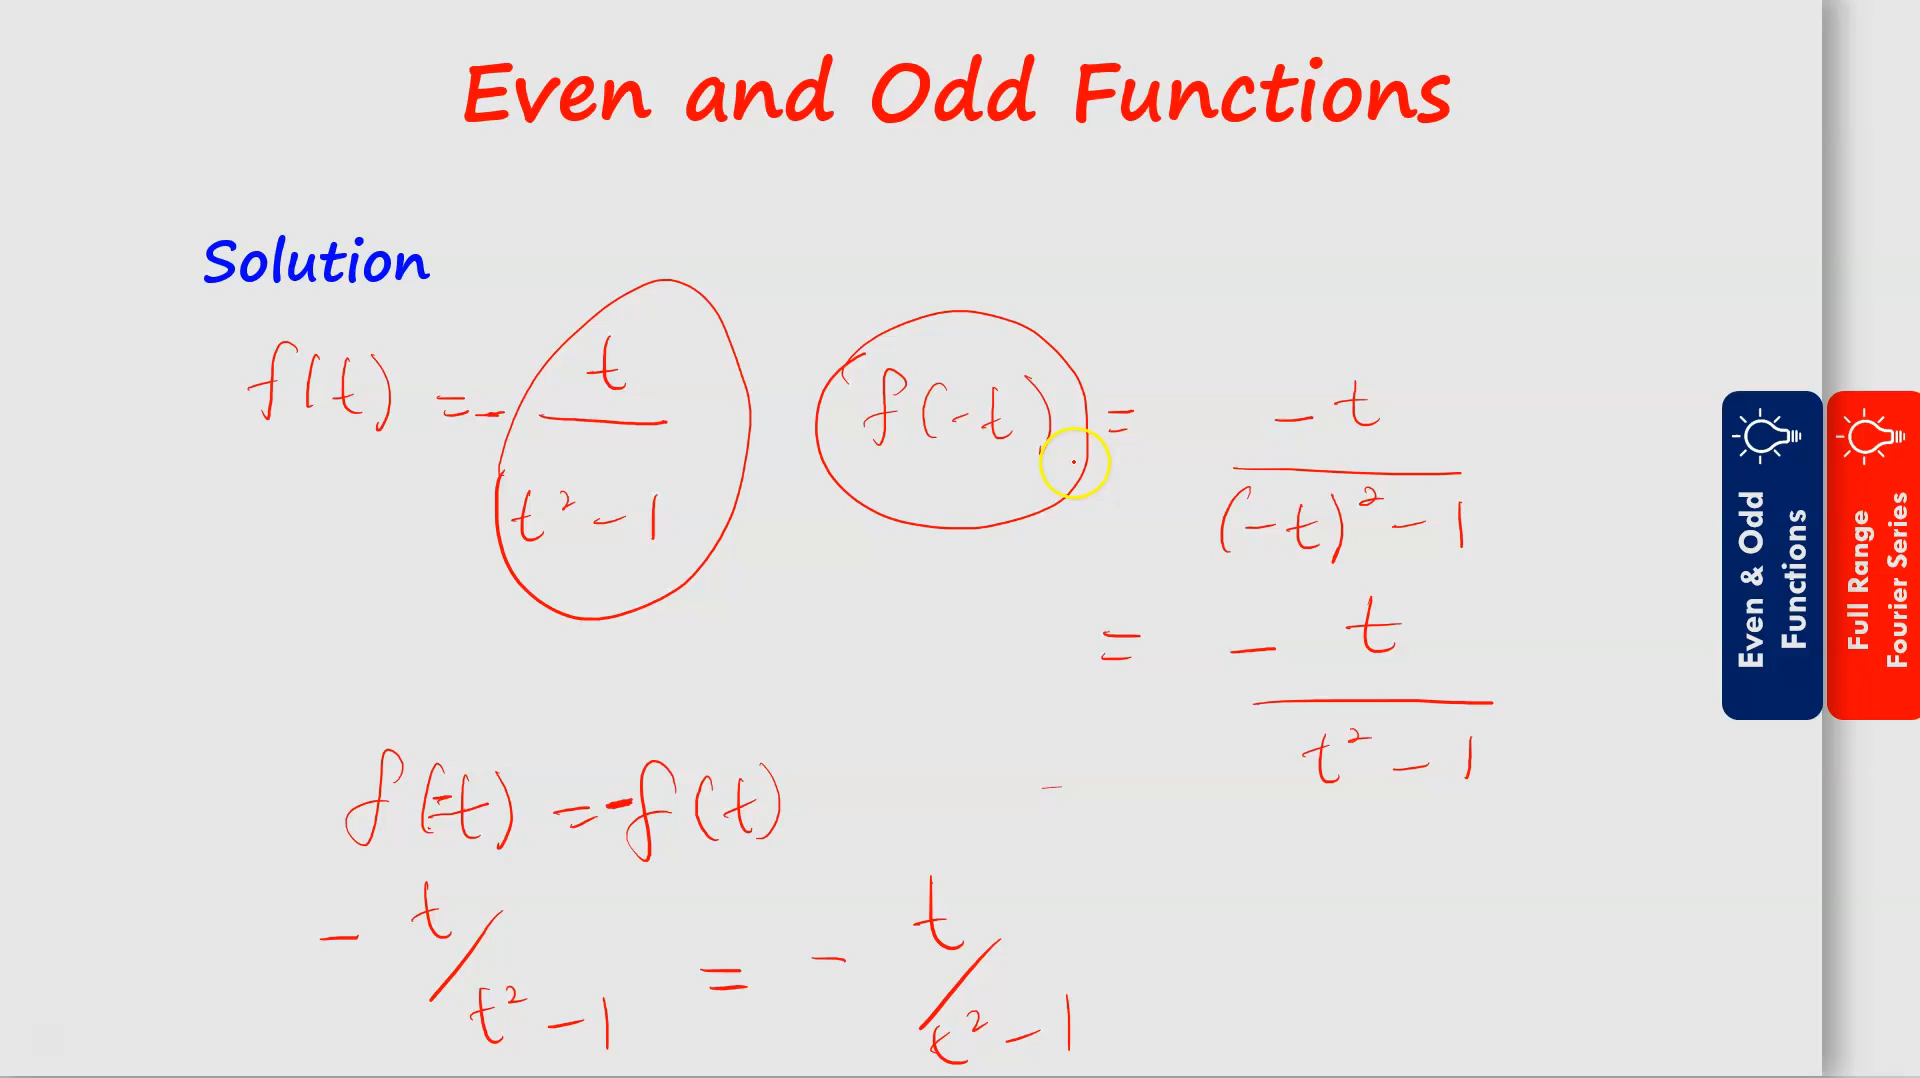 Even and Odd Functions
Solution
f(t) = - t / t² - 1
f(-t) = -t / (-t)² - 1
= - t / t² - 1
f(-t) = -f(t)
-
- t / t² - 1 = - t / t² - 1
Even & Odd
Functions
Full Range
Fourier Series